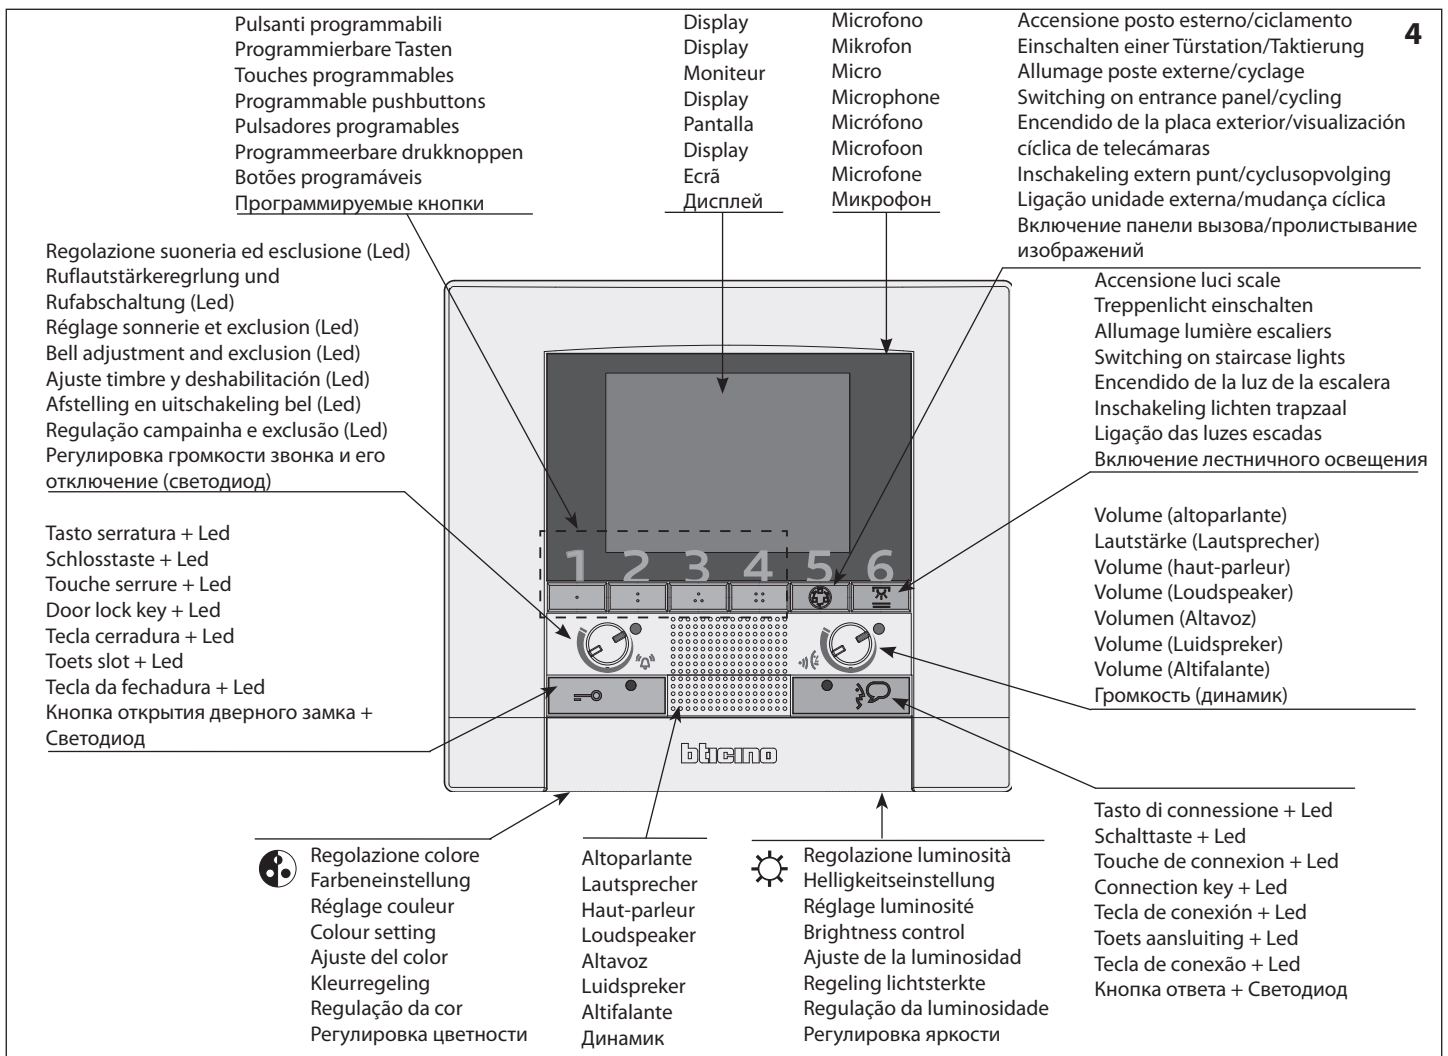 Pulsanti programmabili
Programmierbare Tasten
Touches programmables
Programmable pushbuttons
Pulsadores programables
Programmeerbare drukknoppen
Botões programáveis
Программируемые кнопки
Display
Display
Moniteur
Display
Pantalla
Display
Ecrã
Дисплей
Microfono
Mikrofon
Micro
Microphone
Micrófono
Microfoon
Microfone
Микрофон
Accensione posto esterno/ciclamento
Einschalten einer Türstation/Taktierung
Allumage poste externe/cyclage
Switching on entrance panel/cycling
Encendido de la placa exterior/visualización
cíclica de telecámaras
Inschakeling extern punt/cyclusopvolging
Ligação unidade externa/mudança cíclica
Включение панели вызова/пролистывание
изображений
4
Regolazione suoneria ed esclusione (Led)
Ruflautstärkeregrlung und
Rufabschaltung (Led)
Réglage sonnerie et exclusion (Led)
Bell adjustment and exclusion (Led)
Ajuste timbre y deshabilitación (Led)
Afstelling en uitschakeling bel (Led)
Regulação campainha e exclusão (Led)
Регулировка громкости звонка и его
отключение (светодиод)
Accensione luci scale
Treppenlicht einschalten
Allumage lumière escaliers
Switching on staircase lights
Encendido de la luz de la escalera
Inschakeling lichten trapzaal
Ligação das luzes escadas
Включение лестничного освещения
Tasto serratura + Led
Schlosstaste + Led
Touche serrure + Led
Door lock key + Led
Tecla cerradura + Led
Toets slot + Led
Tecla da fechadura + Led
Кнопка открытия дверного замка +
Светодиод
1 2 3 4 5 6
bticino
Volume (altoparlante)
Lautstärke (Lautsprecher)
Volume (haut-parleur)
Volume (Loudspeaker)
Volumen (Altavoz)
Volume (Luidspreker)
Volume (Altifalante)
Громкость (динамик)
Regolazione colore
Farbeneinstellung
Réglage couleur
Colour setting
Ajuste del color
Kleurregeling
Regulação da cor
Регулировка цветности
Altoparlante
Lautsprecher
Haut-parleur
Loudspeaker
Altavoz
Luidspreker
Altifalante
Динамик
Regolazione luminosità
Helligkeitseinstellung
Réglage luminosité
Brightness control
Ajuste de la luminosidad
Regeling lichtsterkte
Regulação da luminosidade
Регулировка яркости
Tasto di connessione + Led
Schalttaste + Led
Touche de connexion + Led
Connection key + Led
Tecla de conexión + Led
Toets aansluiting + Led
Tecla de conexão + Led
Кнопка ответа + Светодиод